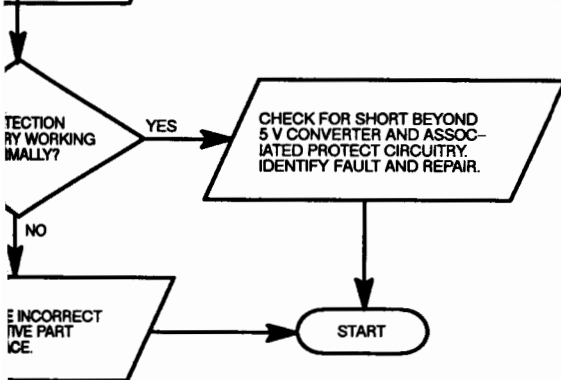 TECTION
RY WORKING
MALLY?
YES
CHECK FOR SHORT BEYOND
5 V CONVERTER AND ASSOC–
IATED PROTECT CIRCUITRY.
IDENTIFY FAULT AND REPAIR.
NO
E INCORRECT
TIVE PART
CE.
START